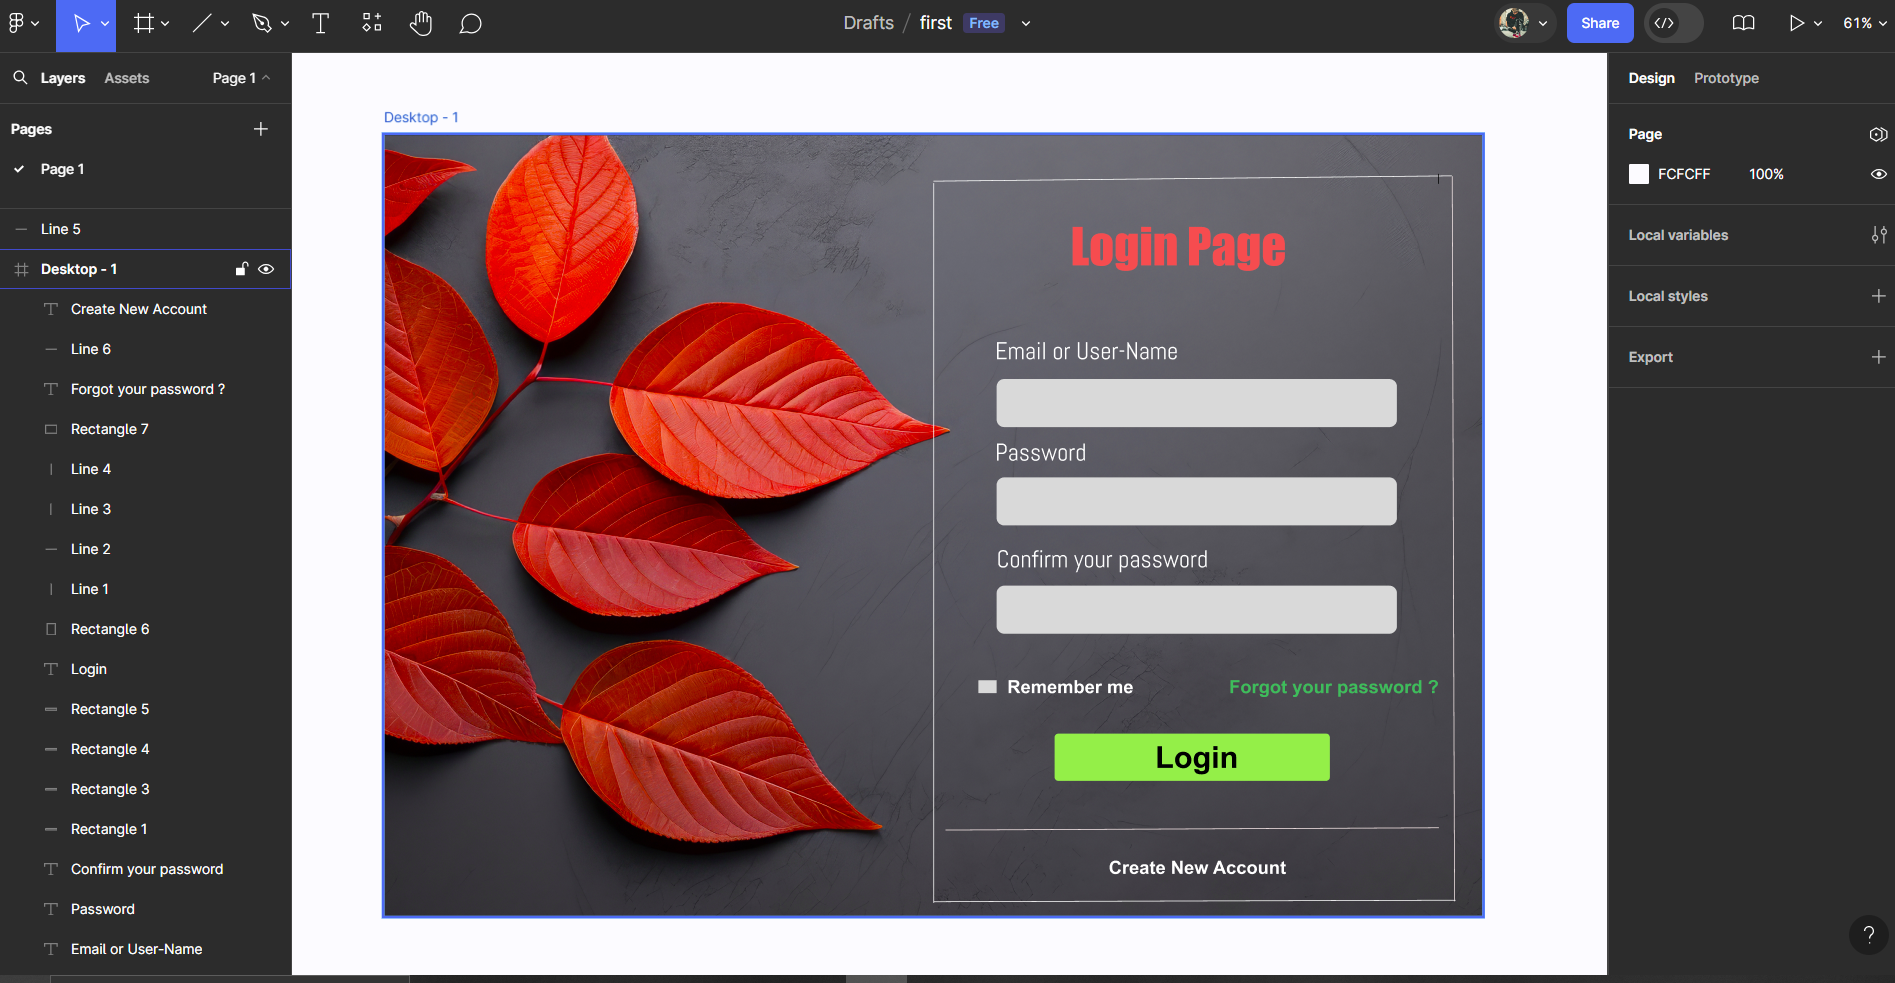 Drafts / first Free
Share
61%
Layers Assets Page 1
Pages
Page 1
Line 5
Desktop - 1
Create New Account
Line 6
Forgot your password ?
Rectangle 7
Line 4
Line 3
Line 2
Line 1
Rectangle 6
Login
Rectangle 5
Rectangle 4
Rectangle 3
Rectangle 1
Confirm your password
Password
Email or User-Name
Desktop - 1
Login Page
Email or User-Name
Password
Confirm your password
Remember me
Forgot your password ?
Login
Create New Account
Design Prototype
Page
FCFCFF 100%
Local variables
Local styles
Export
?